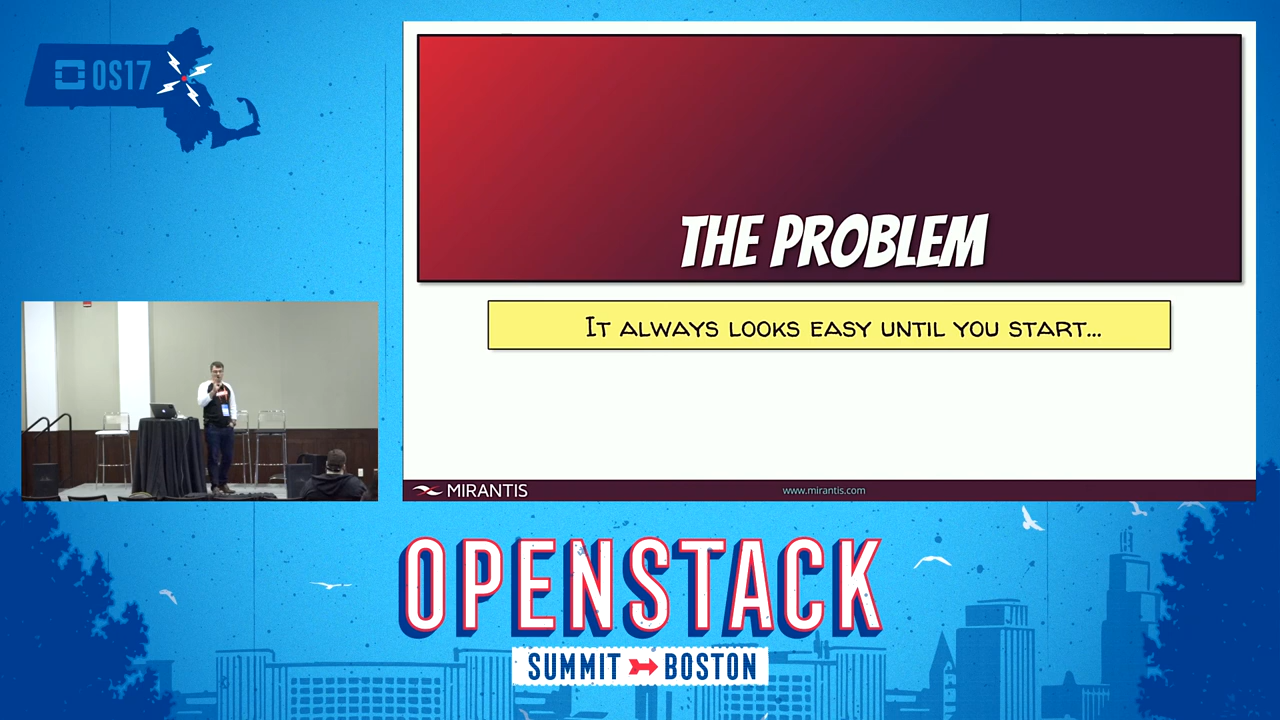 OS17
THE PROBLEM
IT ALWAYS LOOKS EASY UNTIL YOU START...
MIRANTIS
www.mirantis.com
OPENSTACK
SUMMIT BOSTON